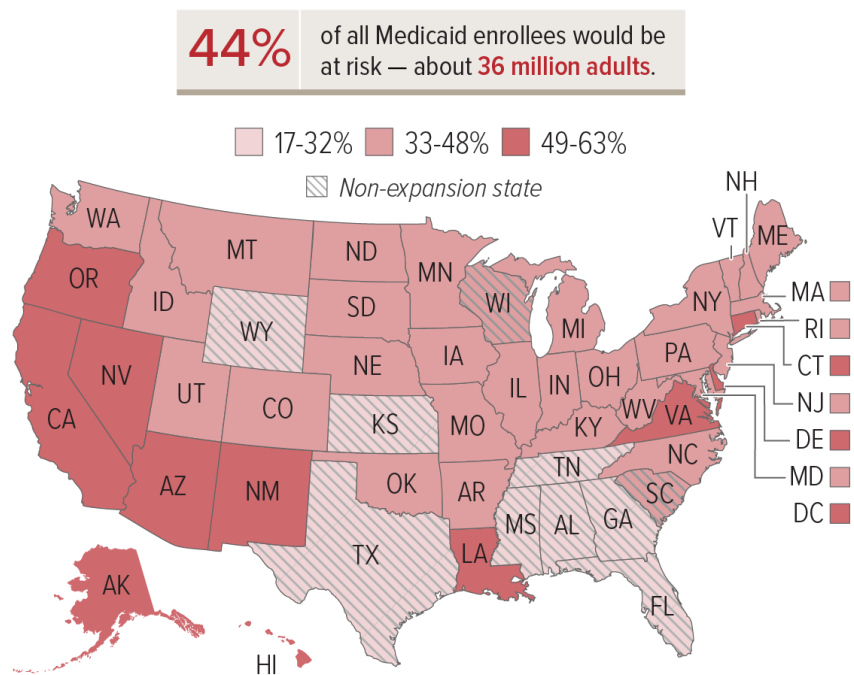 44%
of all Medicaid enrollees would be
at risk — about 36 million adults.
17-32% 33-48% 49-63%
Non-expansion state
NH
VT
ME
WA
MT
ND
MN
OR
ID
SD
WI
MI
NY
MA
RI
WY
IA
PA
CT
NE
NV
UT
CO
IL
IN
OH
NJ
CA
KS
MO
KY
WV
VA
DE
NC
MD
AZ
NM
OK
AR
TN
SC
DC
MS
AL
GA
TX
LA
FL
AK
HI